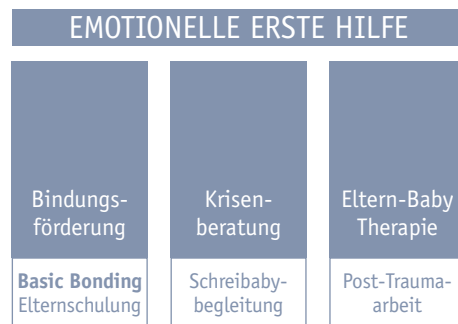 EMOTIONELLE ERSTE HILFE
Bindungs-
förderung
Krisen-
beratung
Eltern-Baby
Therapie
Basic Bonding
Elternschulung
Schreibaby-
begleitung
Post-Trauma-
arbeit